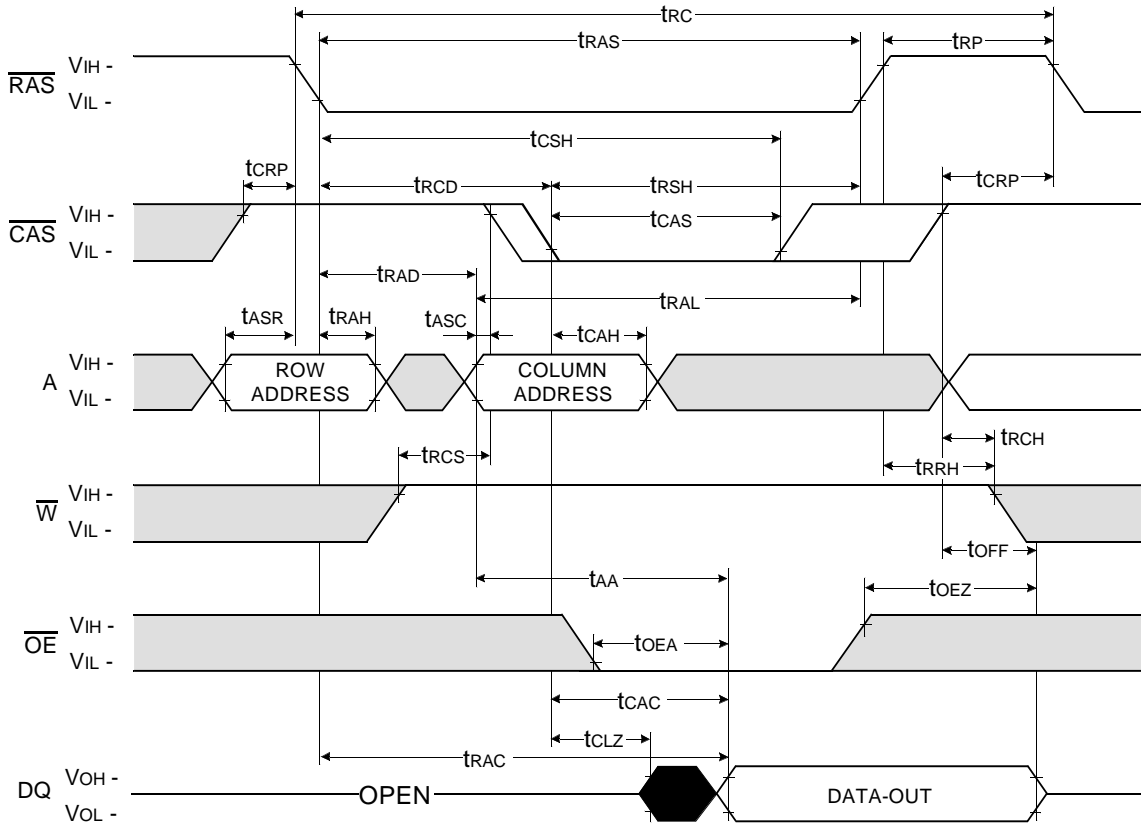 tRC
tRAS
tRP
RAS
VIH -
VIL -
tCSH
tCRP
tRCD
tRSH
tCRP
CAS
VIH -
VIL -
tCAS
tRAD
tRAL
tASR
tRAH
tASC
tCAH
A
VIH -
VIL -
ROW
ADDRESS
COLUMN
ADDRESS
tRCS
tRCH
tRRH
W
VIH -
VIL -
tOFF
tAA
tOEZ
OE
VIH -
VIL -
tOEA
tCAC
tCLZ
tRAC
DQ
VOH -
VOL -
OPEN
DATA-OUT